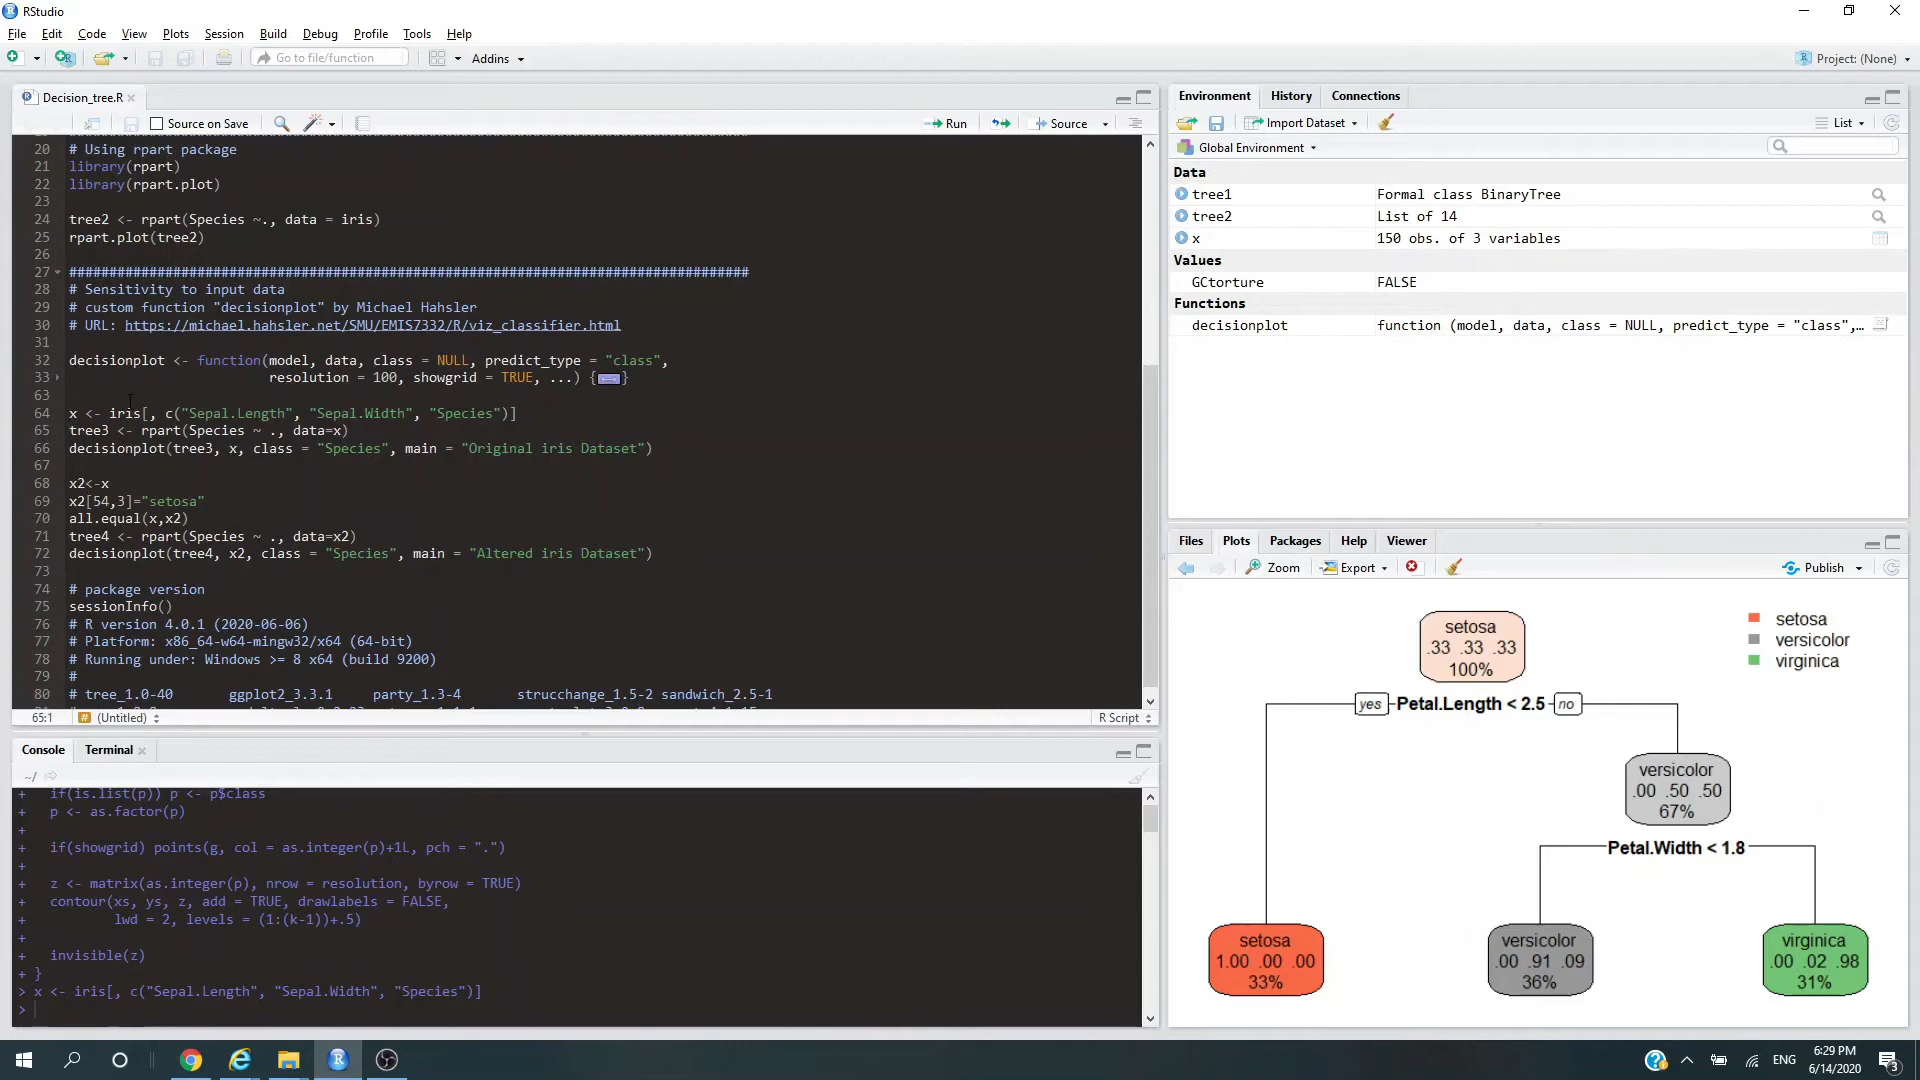 RStudio
File Edit Code View Plots Session Build Debug Profile Tools Help
Go to file/function Addins Project: (None)
Decision_tree.R
Source on Save Run Source
20 # Using rpart package
21 library(rpart)
22 library(rpart.plot)
23
24 tree2 <- rpart(Species ~., data = iris)
25 rpart.plot(tree2)
26
27 #####################################################################################
28 # Sensitivity to input data
29 # custom function "decisionplot" by Michael Hahsler
30 # URL: https://michael.hahsler.net/SMU/EMIS7332/R/viz_classifier.html
31
32 decisionplot <- function(model, data, class = NULL, predict_type = "class",
33 resolution = 100, showgrid = TRUE, ...) {}
63
64 x <- iris[, c("Sepal.Length", "Sepal.Width", "Species")]
65 tree3 <- rpart(Species ~ ., data=x)
66 decisionplot(tree3, x, class = "Species", main = "Original iris Dataset")
67
68 x2<-x
69 x2[54,3]="setosa"
70 all.equal(x,x2)
71 tree4 <- rpart(Species ~ ., data=x2)
72 decisionplot(tree4, x2, class = "Species", main = "Altered iris Dataset")
73
74 # package version
75 sessionInfo()
76 # R version 4.0.1 (2020-06-06)
77 # Platform: x86_64-w64-mingw32/x64 (64-bit)
78 # Running under: Windows >= 8 x64 (build 9200)
79 #
80 # tree_1.0-40 ggplot2_3.3.1 party_1.3-4 strucchange_1.5-2 sandwich_2.5-1
65:1 (Untitled) R Script
Console Terminal
~/
+ if(is.list(p)) p <- p$class
+ p <- as.factor(p)
+
+ if(showgrid) points(g, col = as.integer(p)+1L, pch = ".")
+
+ z <- matrix(as.integer(p), nrow = resolution, byrow = TRUE)
+ contour(xs, ys, z, add = TRUE, drawlabels = FALSE,
+ lwd = 2, levels = (1:(k-1))+.5)
+
+ invisible(z)
+ }
> x <- iris[, c("Sepal.Length", "Sepal.Width", "Species")]
>
Environment History Connections
Import Dataset List
Global Environment
Data
tree1 Formal class BinaryTree
tree2 List of 14
x 150 obs. of 3 variables
Values
GCtorture FALSE
Functions
decisionplot function (model, data, class = NULL, predict_type = "class",…
Files Plots Packages Help Viewer
Zoom Export Publish
setosa
.33 .33 .33
100%
setosa
versicolor
virginica
yes Petal.Length < 2.5 no
versicolor
.00 .50 .50
67%
Petal.Width < 1.8
setosa
1.00 .00 .00
33%
versicolor
.00 .91 .09
36%
virginica
.00 .02 .98
31%
ENG
6:29 PM
6/14/2020
3